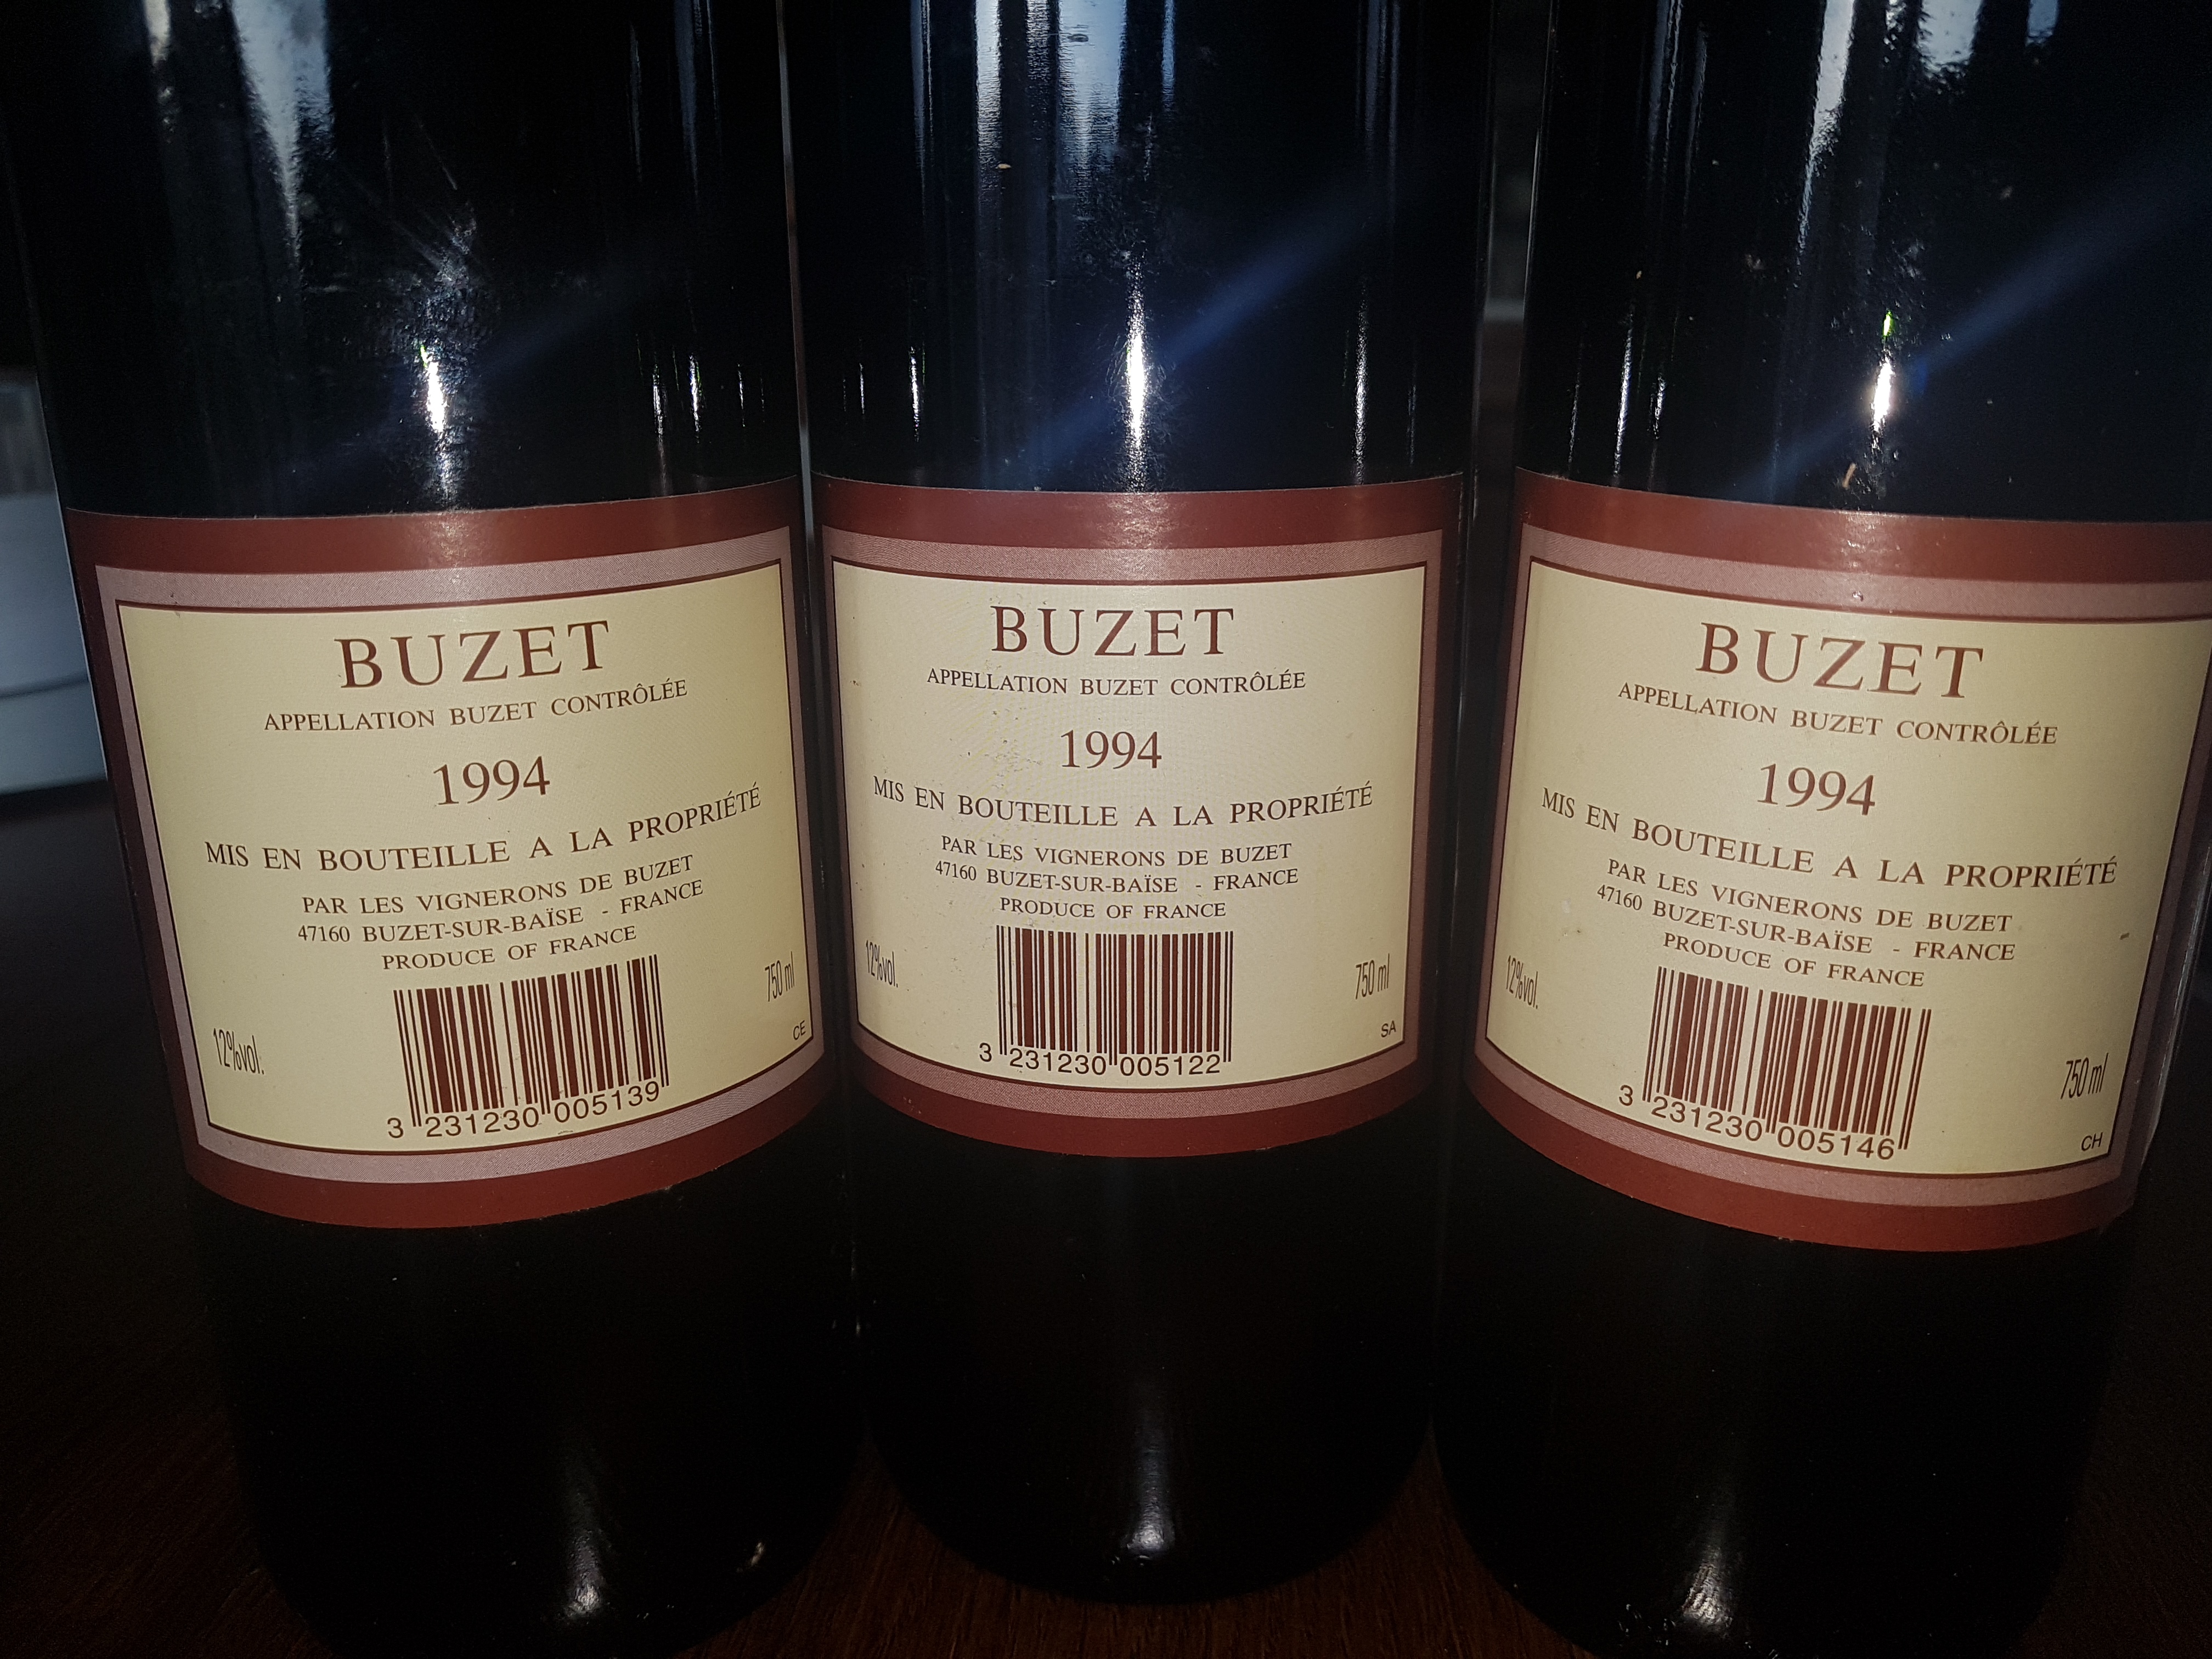 BUZET
APPELLATION BUZET CONTRÔLÉE
1994
MIS EN BOUTEILLE A LA PROPRIÉTÉ
PAR LES VIGNERONS DE BUZET
47160 BUZET-SUR-BAÏSE - FRANCE
PRODUCE OF FRANCE
12%vol.
750 ml
CE
3 231230 005139
BUZET
APPELLATION BUZET CONTRÔLÉE
1994
MIS EN BOUTEILLE A LA PROPRIÉTÉ
PAR LES VIGNERONS DE BUZET
47160 BUZET-SUR-BAÏSE - FRANCE
PRODUCE OF FRANCE
12%vol.
750 ml
SA
3 231230 005122
BUZET
APPELLATION BUZET CONTRÔLÉE
1994
MIS EN BOUTEILLE A LA PROPRIÉTÉ
PAR LES VIGNERONS DE BUZET
47160 BUZET-SUR-BAÏSE - FRANCE
PRODUCE OF FRANCE
12%vol.
750 ml
CH
3 231230 005146